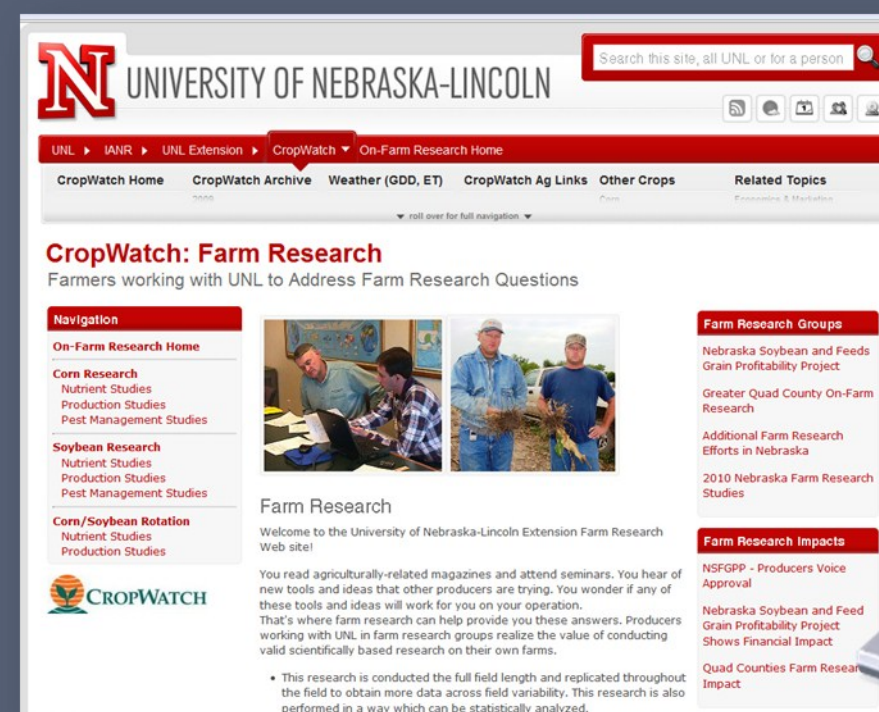 N
UNIVERSITY OF NEBRASKA-LINCOLN
Search this site, all UNL or for a person
UNL IANR UNL Extension CropWatch On-Farm Research Home
CropWatch Home CropWatch Archive Weather (GDD, ET) CropWatch Ag Links Other Crops Related Topics
2009 Corn Economics & Marketing
roll over for full navigation
CropWatch: Farm Research
Farmers working with UNL to Address Farm Research Questions
Navigation
On-Farm Research Home
Corn Research
Nutrient Studies
Production Studies
Pest Management Studies
Soybean Research
Nutrient Studies
Production Studies
Pest Management Studies
Corn/Soybean Rotation
Nutrient Studies
Production Studies
CROPWATCH
Farm Research
Welcome to the University of Nebraska-Lincoln Extension Farm Research
Web site!
You read agriculturally-related magazines and attend seminars. You hear of
new tools and ideas that other producers are trying. You wonder if any of
these tools and ideas will work for you on your operation.
That's where farm research can help provide you these answers. Producers
working with UNL in farm research groups realize the value of conducting
valid scientifically based research on their own farms.
• This research is conducted the full field length and replicated throughout
the field to obtain more data across field variability. This research is also
performed in a way which can be statistically analyzed.
Farm Research Groups
Nebraska Soybean and Feeds
Grain Profitability Project
Greater Quad County On-Farm
Research
Additional Farm Research
Efforts in Nebraska
2010 Nebraska Farm Research
Studies
Farm Research Impacts
NSFGPP - Producers Voice
Approval
Nebraska Soybean and Feed
Grain Profitability Project
Shows Financial Impact
Quad Counties Farm Resear
Impact